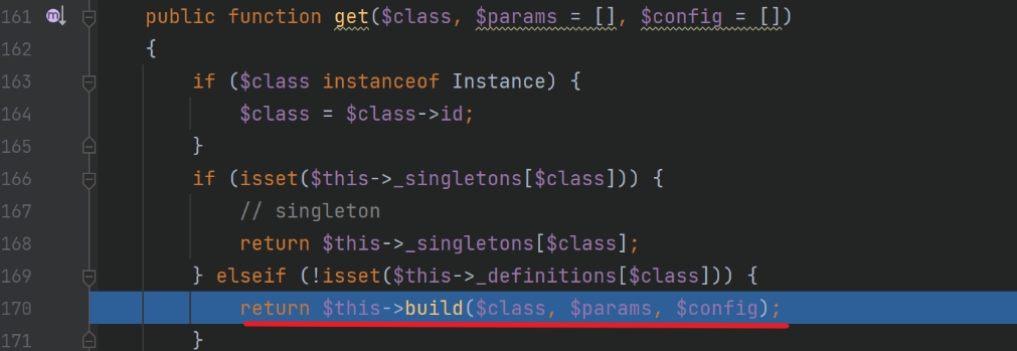 161 public function get($class, $params = [], $config = [])
162 {
163 if ($class instanceof Instance) {
164 $class = $class->id;
165 }
166 if (isset($this->_singletons[$class])) {
167 // singleton
168 return $this->_singletons[$class];
169 } elseif (!isset($this->_definitions[$class])) {
170 return $this->build($class, $params, $config);
171 }